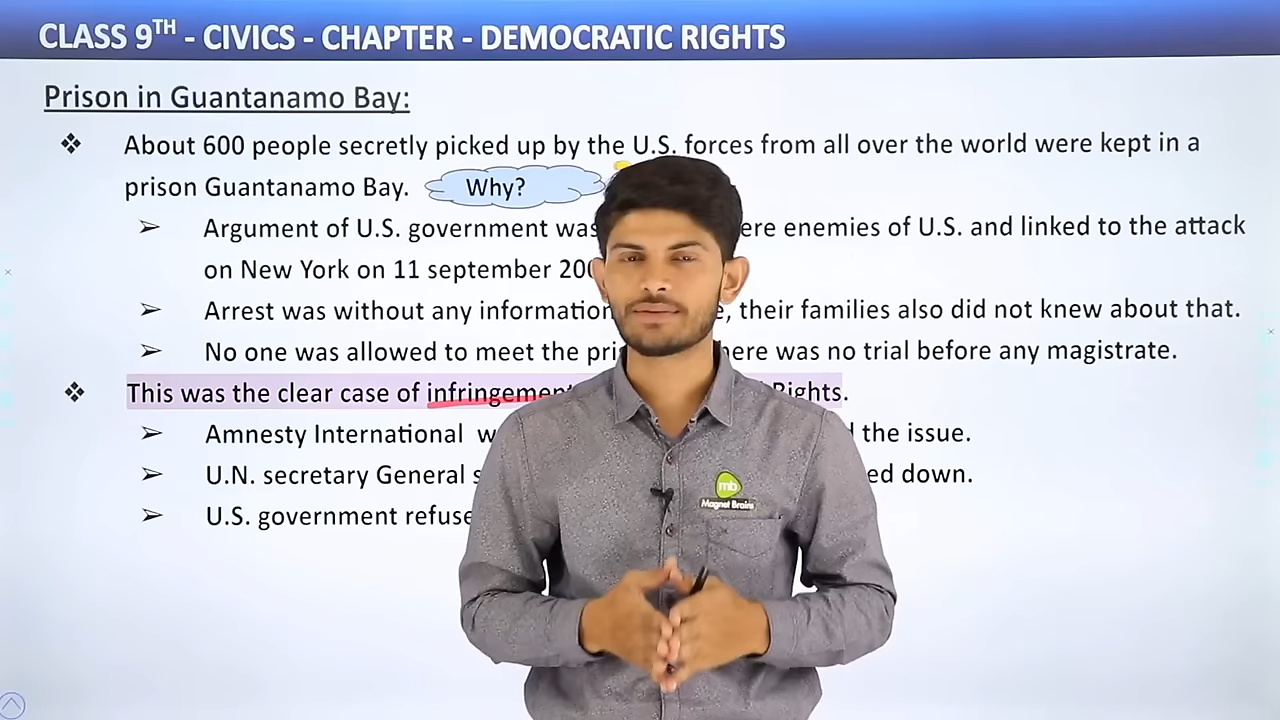 CLASS 9TH - CIVICS - CHAPTER - DEMOCRATIC RIGHTS
Prison in Guantanamo Bay:
❖ About 600 people secretly picked up by the U.S. forces from all over the world were kept in a
prison Guantanamo Bay. Why?
➢ Argument of U.S. government was ere enemies of U.S. and linked to the attack
on New York on 11 september 20
➢ Arrest was without any information , their families also did not knew about that.
➢ No one was allowed to meet the pri here was no trial before any magistrate.
❖ This was the clear case of infringemen Rights.
➢ Amnesty International w the issue.
➢ U.N. secretary General s ed down.
➢ U.S. government refuse
mb
Magnet Brains